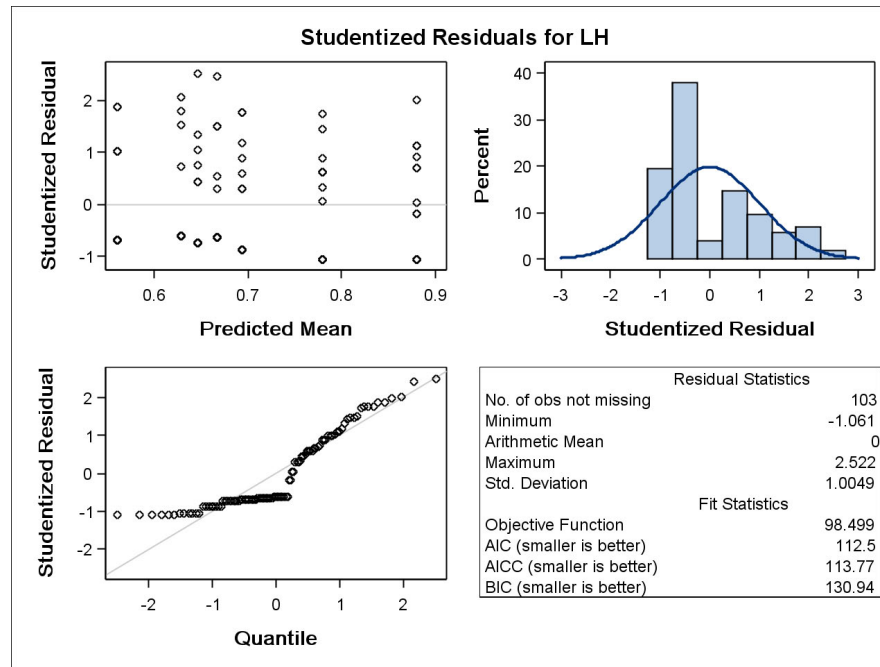 Studentized Residuals for LH
Studentized Residual
2
1
0
-1
0.6 0.7 0.8 0.9
Predicted Mean
Percent
40
30
20
10
0
-3 -2 -1 0 1 2 3
Studentized Residual
Studentized Residual
2
1
0
-1
-2
-2 -1 0 1 2
Quantile
Residual Statistics
No. of obs not missing 103
Minimum -1.061
Arithmetic Mean 0
Maximum 2.522
Std. Deviation 1.0049
Fit Statistics
Objective Function 98.499
AIC (smaller is better) 112.5
AICC (smaller is better) 113.77
BIC (smaller is better) 130.94